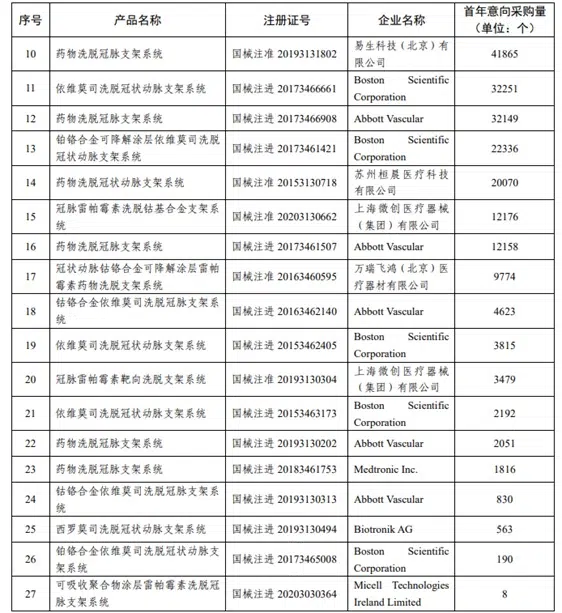 序号 产品名称 注册证号 企业名称 首年意向采购量
（单位：个）
10 药物洗脱冠脉支架系统 国械注准 20193131802 易生科技（北京）有
限公司 41865
11 依维莫司洗脱冠状动脉支架系统 国械注进 20173466661 Boston Scientific
Corporation 32251
12 药物洗脱冠脉支架系统 国械注进 20173466908 Abbott Vascular 32149
13 铂铬合金可降解涂层依维莫司洗脱
冠状动脉支架系统 国械注进 20173461421 Boston Scientific
Corporation 22336
14 药物洗脱冠状动脉支架系统 国械注准 20153130718 苏州桓晨医疗科技
有限公司 20070
15 冠脉雷帕霉素洗脱钴基合金支架系
统 国械注准 20203130662 上海微创医疗器械
（集团）有限公司 12176
16 药物洗脱冠脉支架系统 国械注进 20173461507 Abbott Vascular 12158
17 冠状动脉钴铬合金可降解涂层雷帕
霉素药物洗脱支架系统 国械注准 20163460595 万瑞飞鸿（北京）医
疗器材有限公司 9774
18 钴铬合金依维莫司洗脱冠脉支架系
统 国械注进 20163462140 Abbott Vascular 4623
19 依维莫司洗脱冠状动脉支架系统 国械注进 20153462405 Boston Scientific
Corporation 3815
20 冠脉雷帕霉素靶向洗脱支架系统 国械注准 20193130304 上海微创医疗器械
（集团）有限公司 3479
21 依维莫司洗脱冠状动脉支架系统 国械注进 20153463173 Boston Scientific
Corporation 2192
22 药物洗脱冠脉支架系统 国械注进 20193130202 Abbott Vascular 2051
23 药物洗脱冠脉支架系统 国械注进 20183461753 Medtronic Inc. 1816
24 钴铬合金依维莫司洗脱冠脉支架系
统 国械注进 20193130313 Abbott Vascular 830
25 西罗莫司洗脱冠状动脉支架系统 国械注进 20193130494 Biotronik AG 563
26 铂铬合金依维莫司洗脱冠状动脉支
架系统 国械注进 20173465008 Boston Scientific
Corporation 190
27 可吸收聚合物涂层雷帕霉素洗脱冠
脉支架系统 国械注进 20203030364 Micell Technologies
Ireland Limited 8